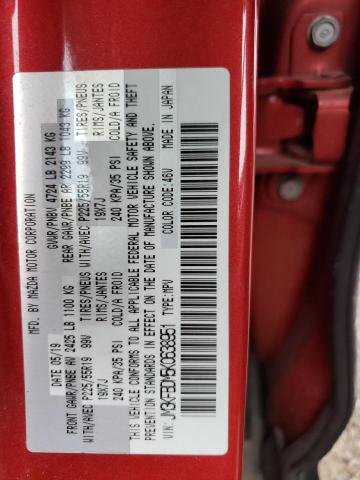 MFD. BY MAZDA MOTOR CORPORATION
DATE 05/19 GVWR/PNBV 4724 LB 2143 KG
FRONT GAWR/PNBE AV 2425 LB 1100 KG REAR GAWR/PNBE AR 2299 LB 1043 KG
WITH/AVEC P225/55R19 99V TIRES/PNEUS WITH/AVEC P225/55R19 99V TIRES/PNEUS
19X7J RIMS/JANTES 19X7J RIMS/JANTES
240 KPA/35 PSI COLD/A FROID 240 KPA/35 PSI COLD/A FROID
THIS VEHICLE CONFORMS TO ALL APPLICABLE FEDERAL MOTOR VEHICLE SAFETY AND THEFT
PREVENTION STANDARDS IN EFFECT ON THE DATE OF MANUFACTURE SHOWN ABOVE.
MADE IN JAPAN
VIN: TYPE: MPV COLOR CODE: 46V